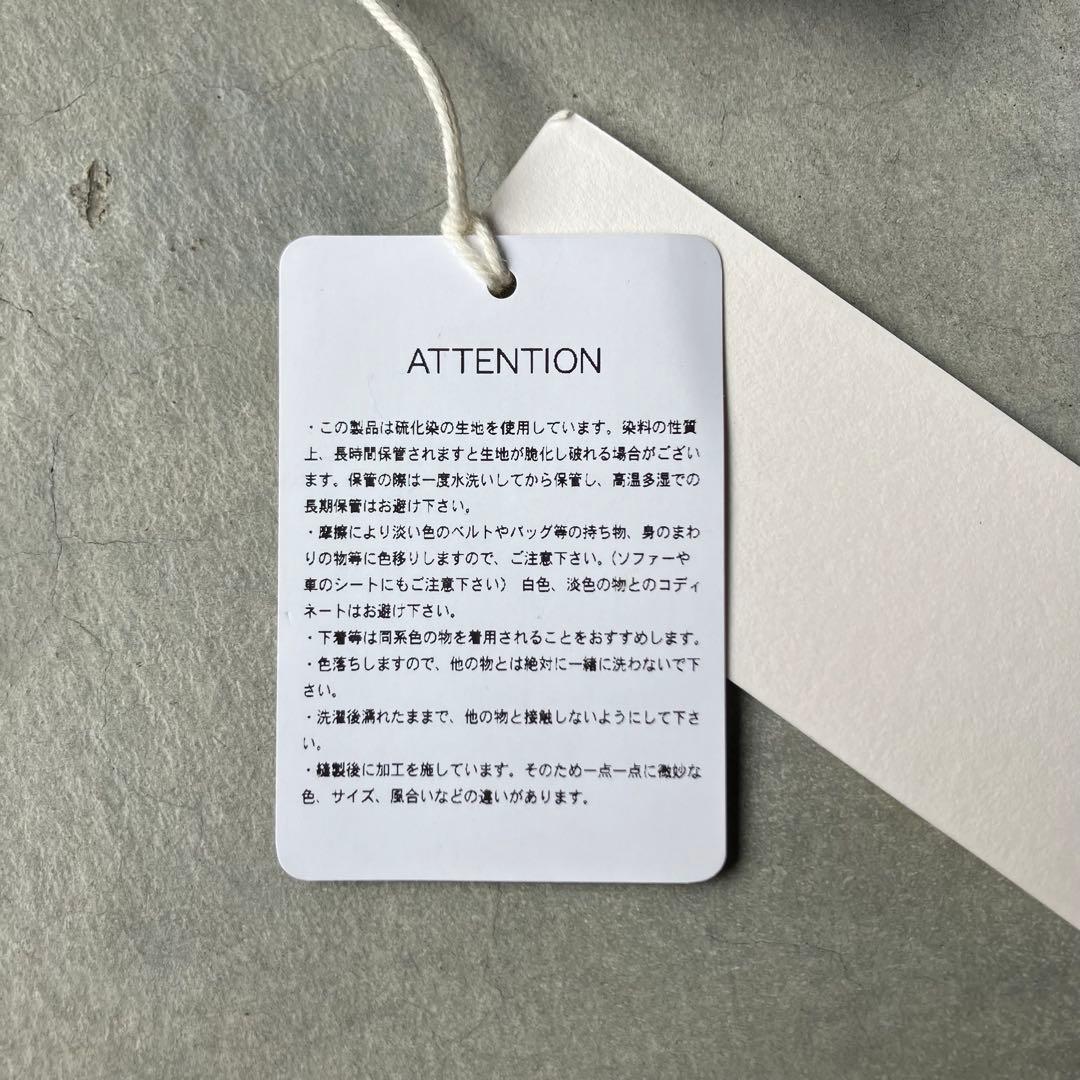 ATTENTION
・この製品は硫化染の生地を使用しています。染料の性質
上、長時間保管されますと生地が脆化し破れる場合がござい
ます。保管の際は一度水洗いしてから保管し、高温多湿での
長期保管はお避け下さい。
・摩擦により淡い色のベルトやバッグ等の持ち物、身のまわ
りの物等に色移りしますので、ご注意下さい。(ソファーや
車のシートにもご注意下さい) 白色、淡色の物とのコディ
ネートはお避け下さい。
・下着等は同系色の物を着用されることをおすすめします。
・色落ちしますので、他の物とは絶対に一緒に洗わないで下
さい。
・洗濯後濡れたままで、他の物と接触しないようにして下さ
い。
・縫製後に加工を施しています。そのため一点一点に微妙な
色、サイズ、風合いなどの違いがあります。